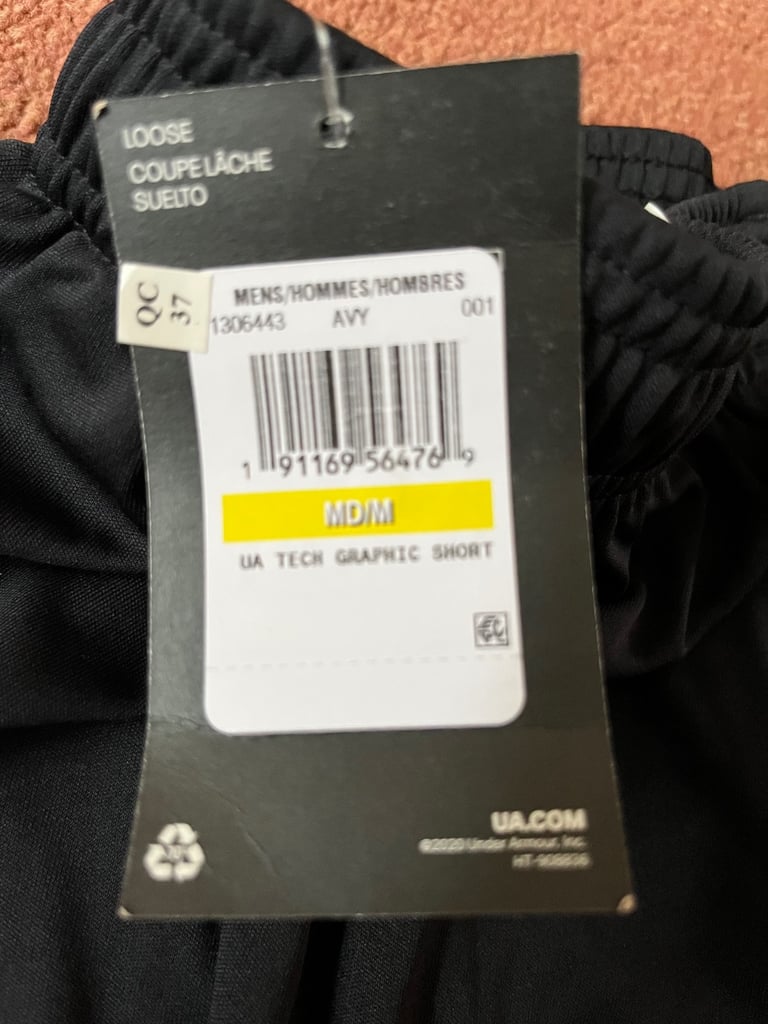 LOOSE
COUPE LÂCHE
SUELTO
QC
37
MENS/HOMMES/HOMBRES
1306443 AVY 001
1 91169 56476 9
MD/M
UA TECH GRAPHIC SHORT
UA.COM
©2020 Under Armour, Inc.